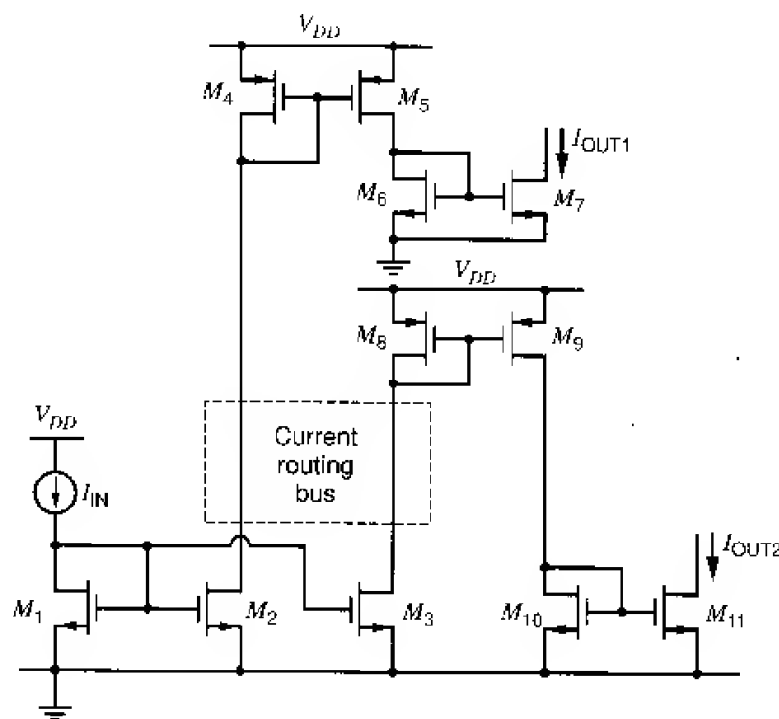 V_DD
M_4
M_5
I_OUT1
M_6
M_7
V_DD
M_8
M_9
Current
routing
bus
V_DD
I_IN
I_OUT2
M_1
M_2
M_3
M_10
M_11